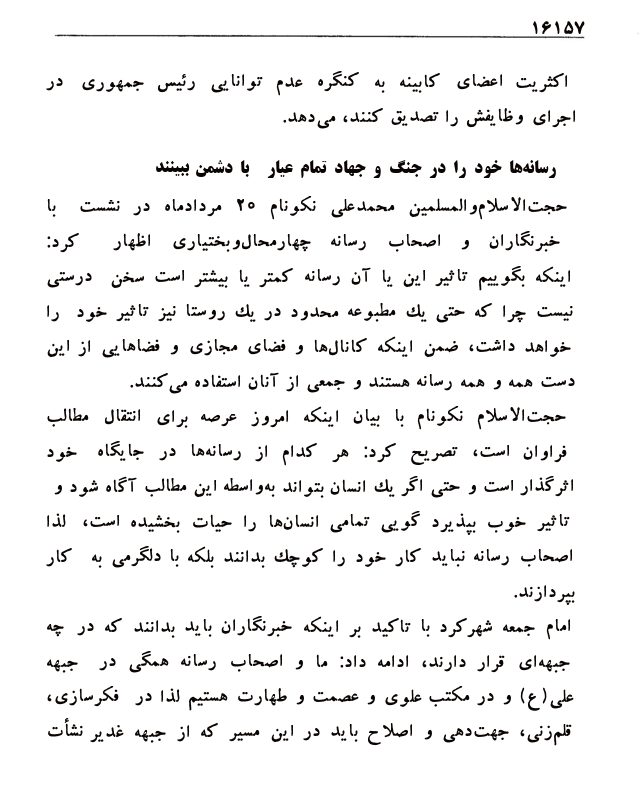 ۱۶۱۵۷
اکثریت اعضای کابینه به کنگره عدم توانایی رئیس جمهوری در
اجرای وظایفش را تصدیق کنند، می‌دهد.
رسانه‌ها خود را در جنگ و جهاد تمام عیار با دشمن ببینند
حجت‌الاسلام‌والمسلمین محمدعلی نکونام ۲۵ مردادماه در نشست با
خبرنگاران و اصحاب رسانه چهارمحال‌وبختیاری اظهار کرد:
اینکه بگوییم تاثیر این یا آن رسانه کمتر یا بیشتر است سخن درستی
نیست چرا که حتی یك مطبوعه محدود در یك روستا نیز تاثیر خود را
خواهد داشت، ضمن اینکه کانال‌ها و فضای مجازی و فضاهایی از این
دست همه و همه رسانه هستند و جمعی از آنان استفاده می‌کنند.
حجت‌الاسلام نکونام با بیان اینکه امروز عرصه برای انتقال مطالب
فراوان است، تصریح کرد: هر کدام از رسانه‌ها در جایگاه خود
اثرگذار است و حتی اگر یك انسان بتواند به‌واسطه این مطالب آگاه شود و
تاثیر خوب بپذیرد گویی تمامی انسان‌ها را حیات بخشیده است، لذا
اصحاب رسانه نباید کار خود را کوچك بدانند بلکه با دلگرمی به کار
بپردازند.
امام جمعه شهرکرد با تاکید بر اینکه خبرنگاران باید بدانند که در چه
جبهه‌ای قرار دارند، ادامه داد: ما و اصحاب رسانه همگی در جبهه
علی(ع) و در مکتب علوی و عصمت و طهارت هستیم لذا در فکرسازی،
قلم‌زنی، جهت‌دهی و اصلاح باید در این مسیر که از جبهه غدیر نشأت